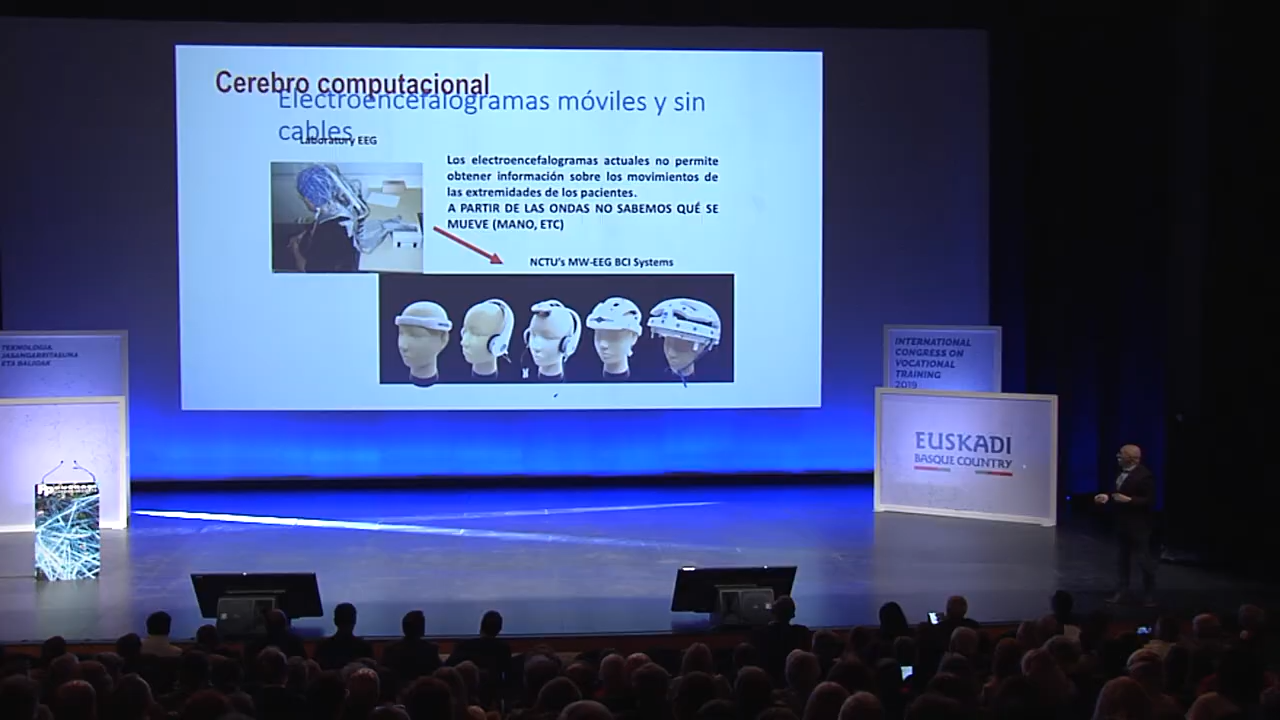 Cerebro computacional
Electroencefalogramas móviles y sin
cables
Laboratory EEG
Los electroencefalogramas actuales no permite
obtener información sobre los movimientos de
las extremidades de los pacientes.
A PARTIR DE LAS ONDAS NO SABEMOS QUÉ SE
MUEVE (MANO, ETC)
NCTU's MW-EEG BCI Systems
TEKNOLOGIA,
JASANGARRITASUNA
ETA BALIOAK
INTERNATIONAL
CONGRESS ON
VOCATIONAL
TRAINING
2019
EUSKADI
BASQUE COUNTRY